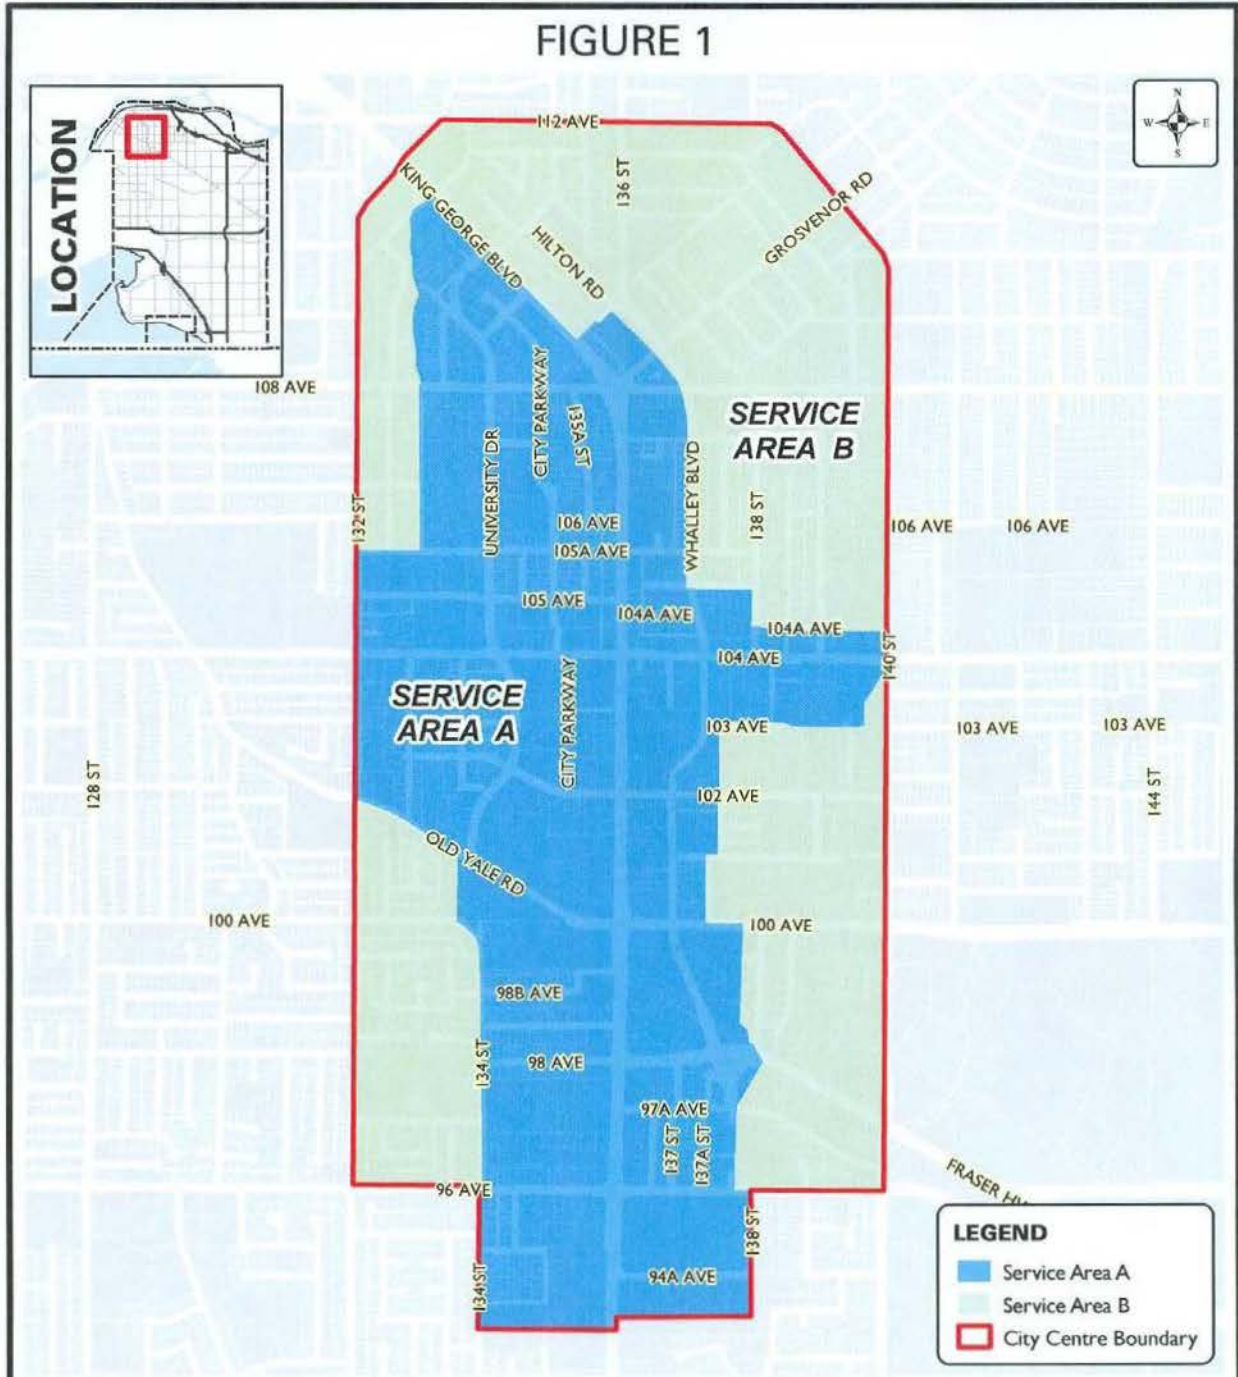 FIGURE 1
LOCATION
N
W
E
S
112 AVE
KING GEORGE BLVD
136 ST
HILTON RD
GROSVENOR RD
108 AVE
CITY PARKWAY
135A ST
UNIVERSITY DR
SERVICE
AREA B
WHALLEY BLVD
138 ST
132 ST
106 AVE
106 AVE
106 AVE
105A AVE
105 AVE
104A AVE
104A AVE
104 AVE
140 ST
SERVICE
AREA A
CITY PARKWAY
103 AVE
103 AVE
103 AVE
128 ST
102 AVE
144 ST
OLD YALE RD
100 AVE
100 AVE
98B AVE
134 ST
98 AVE
97A AVE
137 ST
137A ST
96 AVE
FRASER
138 ST
134 ST
94A AVE
LEGEND
Service Area A
Service Area B
City Centre Boundary